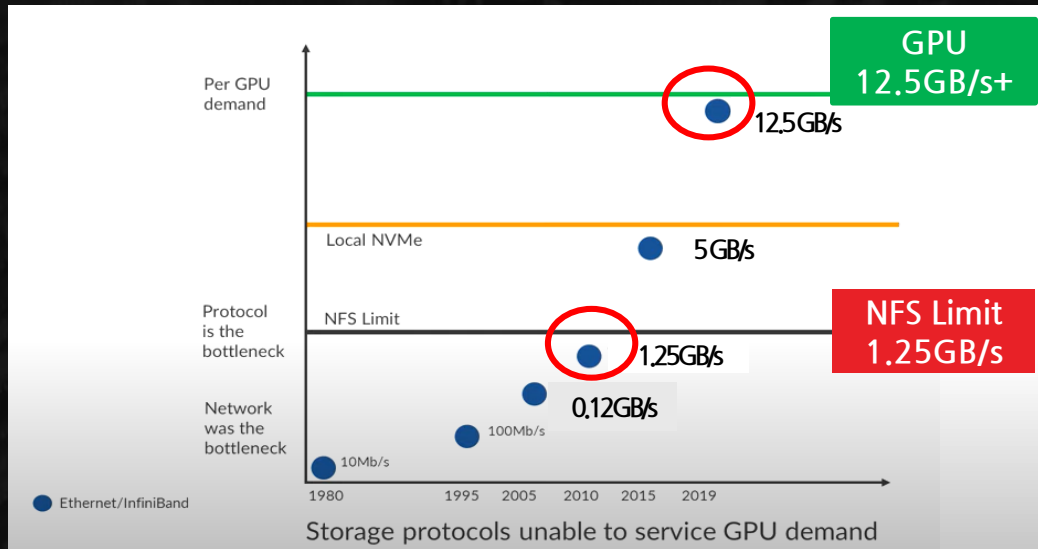 GPU
12.5GB/s+
Per GPU
demand
12.5GB/s
Local NVMe
5GB/s
Protocol
is the
bottleneck
NFS Limit
NFS Limit
1.25GB/s
1.25GB/s
0.12GB/s
Network
was the
bottleneck
100Mb/s
10Mb/s
1980 1995 2005 2010 2015 2019
Ethernet/InfiniBand
Storage protocols unable to service GPU demand